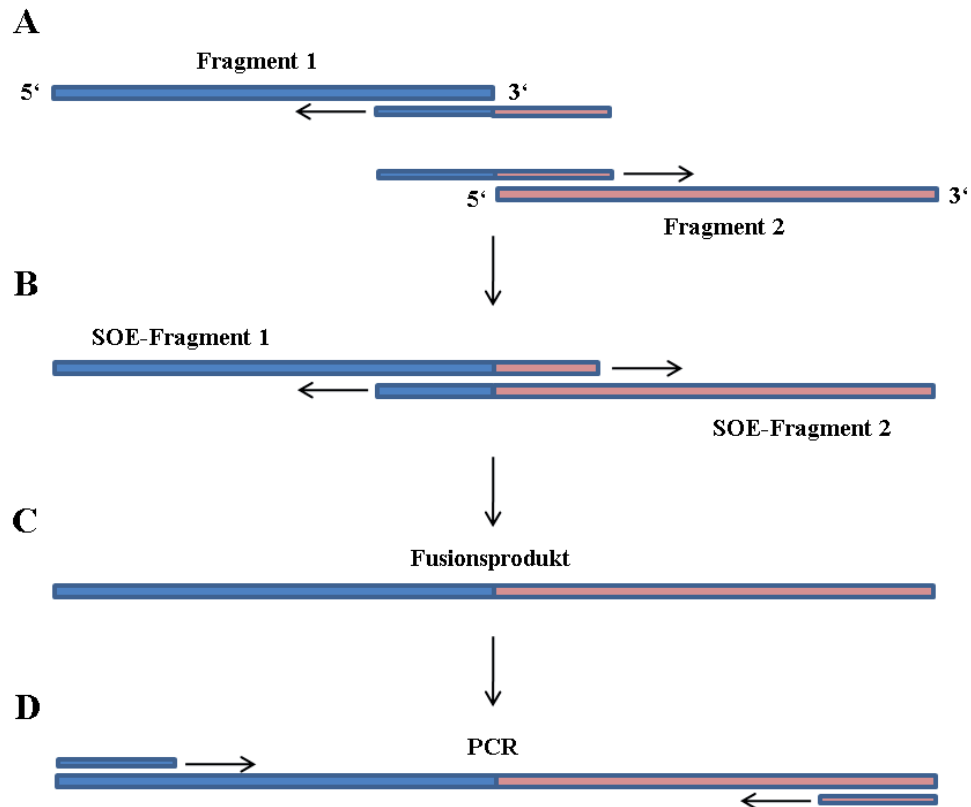 A
Fragment 1
5‘ 3‘
5‘ 3‘
Fragment 2
B
SOE-Fragment 1
SOE-Fragment 2
C
Fusionsprodukt
D
PCR